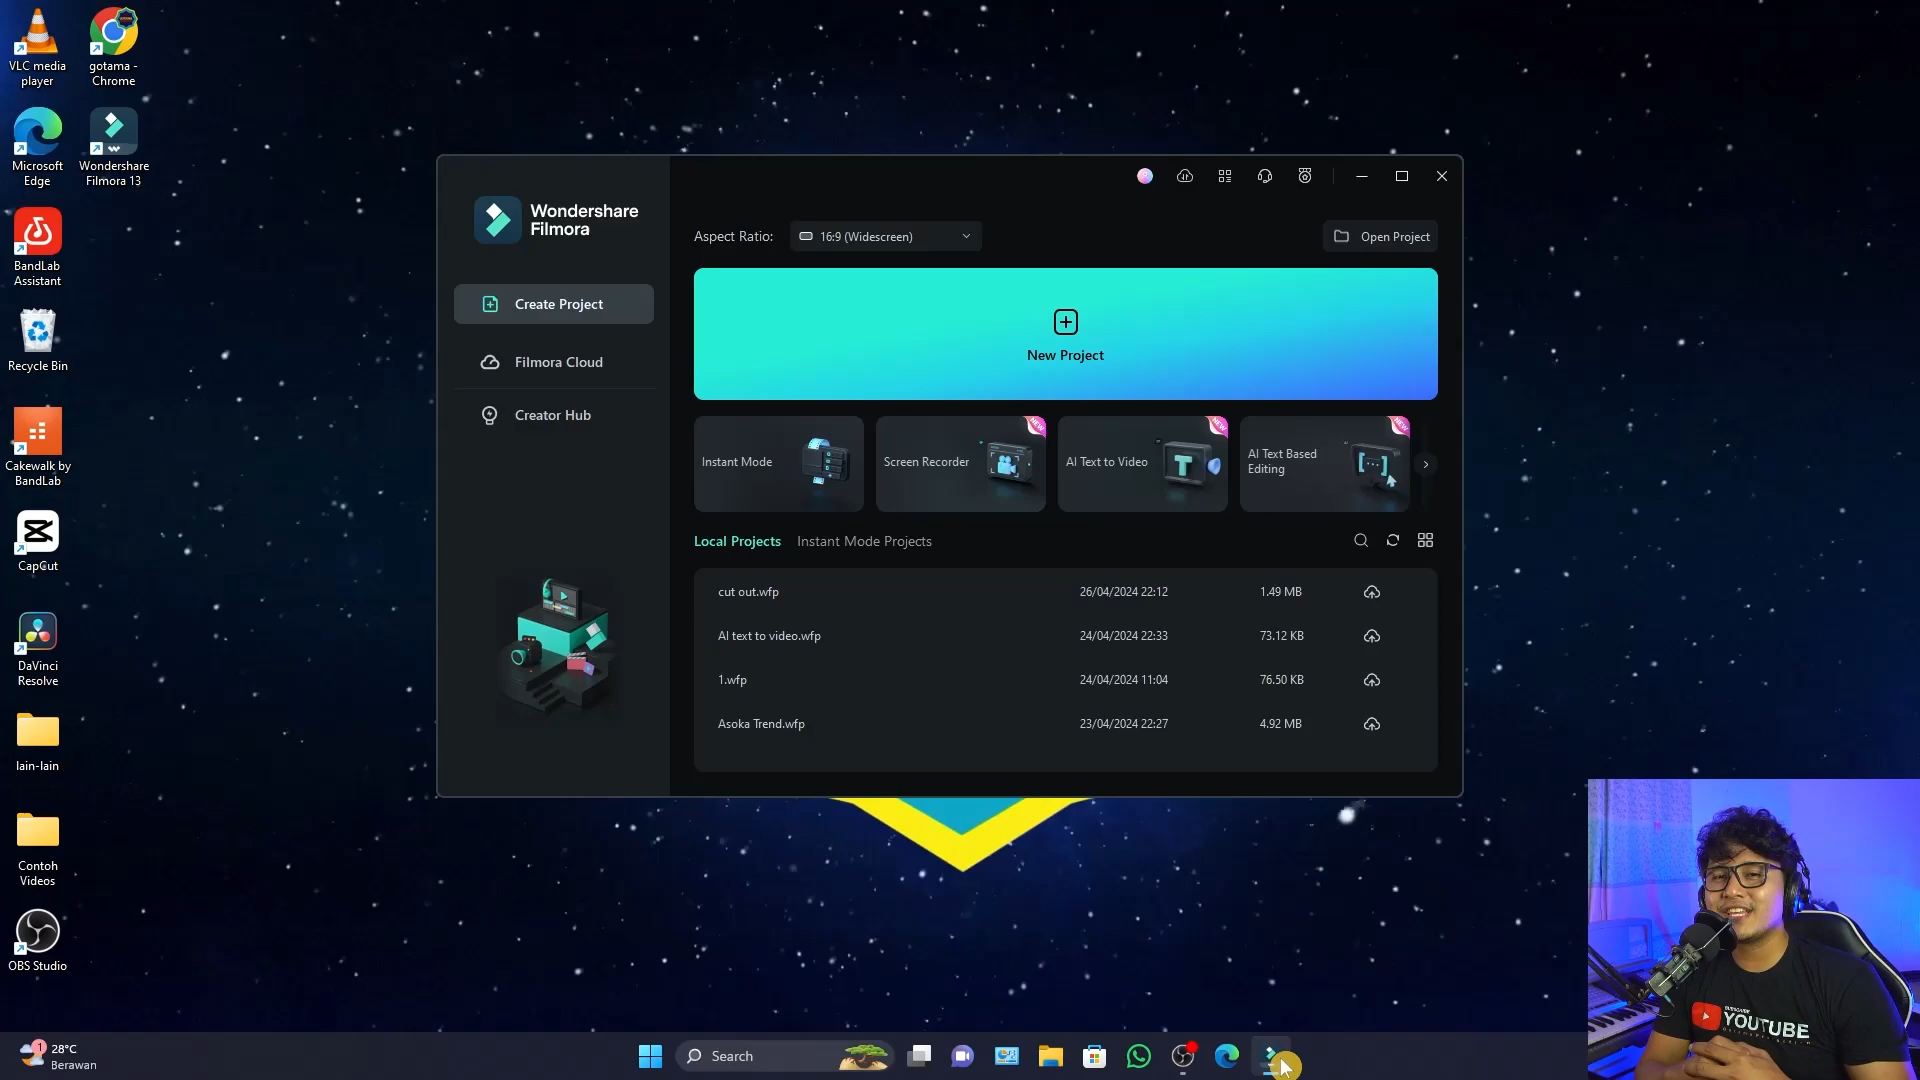 VLC media
player
gotama -
Chrome
Microsoft
Edge
Wondershare
Filmora 13
BandLab
Assistant
Recycle Bin
Cakewalk by
BandLab
CapCut
DaVinci
Resolve
lain-lain
Contoh
Videos
OBS Studio
Wondershare
Filmora
Create Project
Filmora Cloud
Creator Hub
Aspect Ratio:
16:9 (Widescreen)
Open Project
New Project
Instant Mode
Screen Recorder
NEW
AI Text to Video
NEW
AI Text Based
Editing
NEW
Local Projects
Instant Mode Projects
cut out.wfp 26/04/2024 22:12 1.49 MB
AI text to video.wfp 24/04/2024 22:33 73.12 KB
1.wfp 24/04/2024 11:04 76.50 KB
Asoka Trend.wfp 23/04/2024 22:27 4.92 MB
SUBSCRIBE
YOUTUBE
1
28°C
Berawan
Search